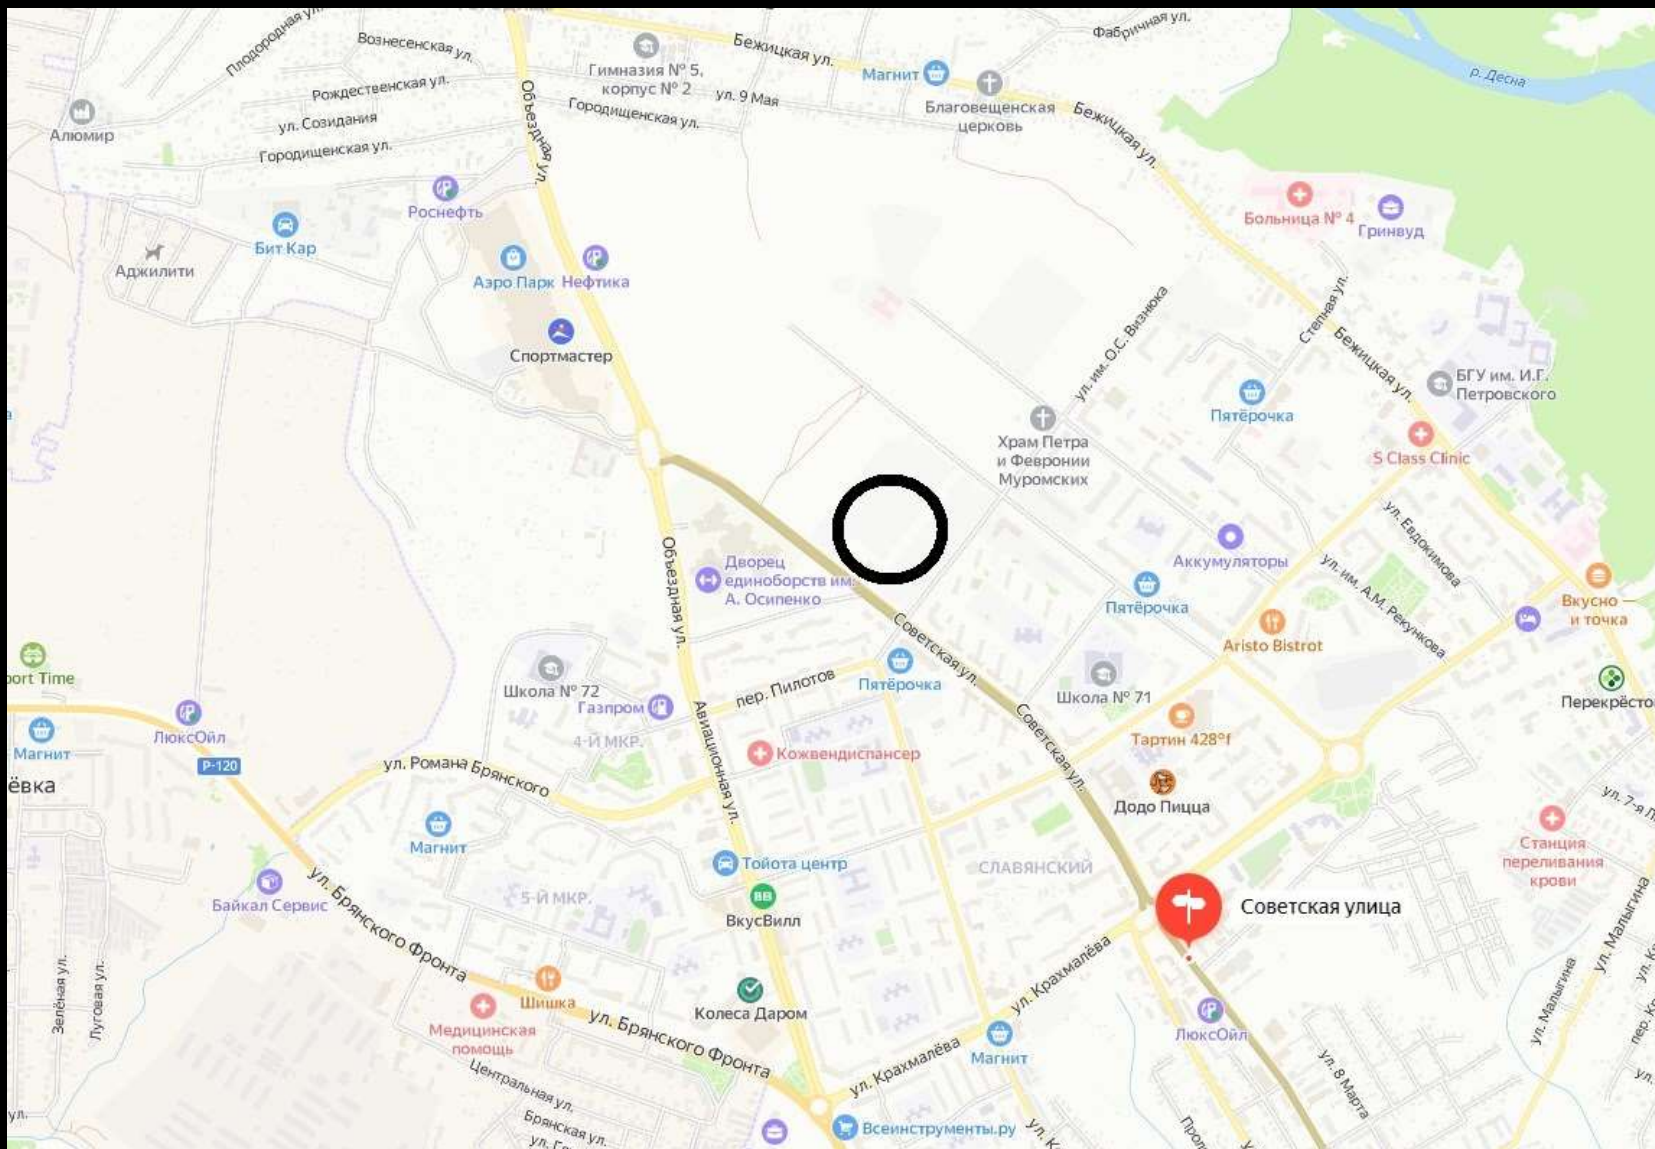 Плодородная ул.
Вознесенская ул.
Рождественская ул.
ул. Созидания
Городищенская ул.
Алюмир
Гимназия № 5,
корпус № 2
Городищенская ул.
ул. 9 Мая
Бежицкая ул.
Магнит
Благовещенская
церковь
Фабричная ул.
Бежицкая ул.
р. Десна
Объездная ул.
Роснефть
Бит Кар
Аджилити
Аэро Парк
Нефтика
Спортмастер
Больница № 4
Гринвуд
Степная ул.
ул. им. О.С. Визнюка
Бежицкая ул.
БГУ им. И.Г.
Петровского
Пятёрочка
S Class Clinic
Храм Петра
и Февронии
Муромских
ул. Евдокимова
Аккумуляторы
ул. им. А.М. Рекункова
Пятёрочка
Вкусно —
и точка
Aristo Bistrot
Объездная ул.
Дворец
единоборств им.
А. Осипенко
Советская ул.
Пятёрочка
пер. Пилотов
Школа № 72
Газпром
4-Й МКР.
Школа № 71
Советская ул.
Тартин 428°f
Додо Пицца
Перекрёсто
port Time
Магнит
ёвка
ЛюксОйл
Р-120
ул. Романа Брянского
Авиационная ул.
Кожвендиспансер
Магнит
Тойота центр
ВВ
ВкусВилл
СЛАВЯНСКИЙ
5-Й МКР.
Байкал Сервис
ул. Брянского Фронта
Советская улица
ул. 7-я Л
Станция
переливания
крови
ул. Малыгина
ул. Малыгина
Зелёная ул.
Луговая ул.
Шишка
Медицинская
помощь
ул. Брянского Фронта
Колеса Даром
ул. Крахмалёва
ул. Крахмалёва
Магнит
ЛюксОйл
ул. 8 Марта
Центральная ул.
Брянская ул.
Всеинструменты.ру